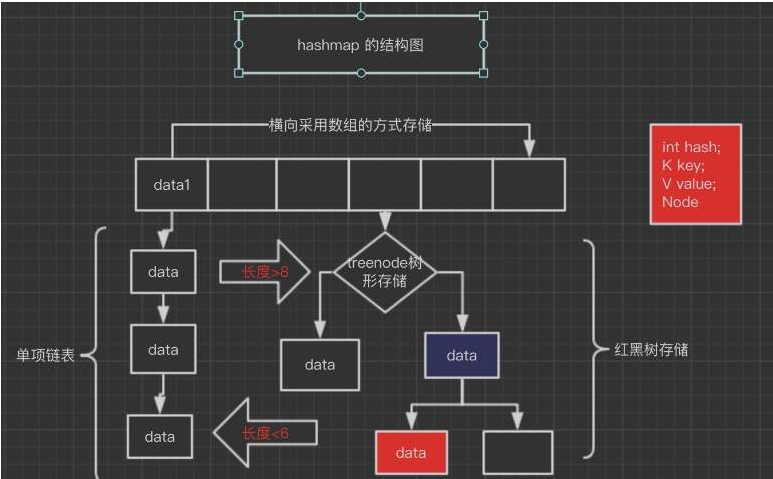 hashmap 的结构图
横向采用数组的方式存储
int hash;
K key;
V value;
Node
data1
data
长度>8
treenode树
形存储
data
单项链表
data
data
红黑树存储
data
长度<6
data